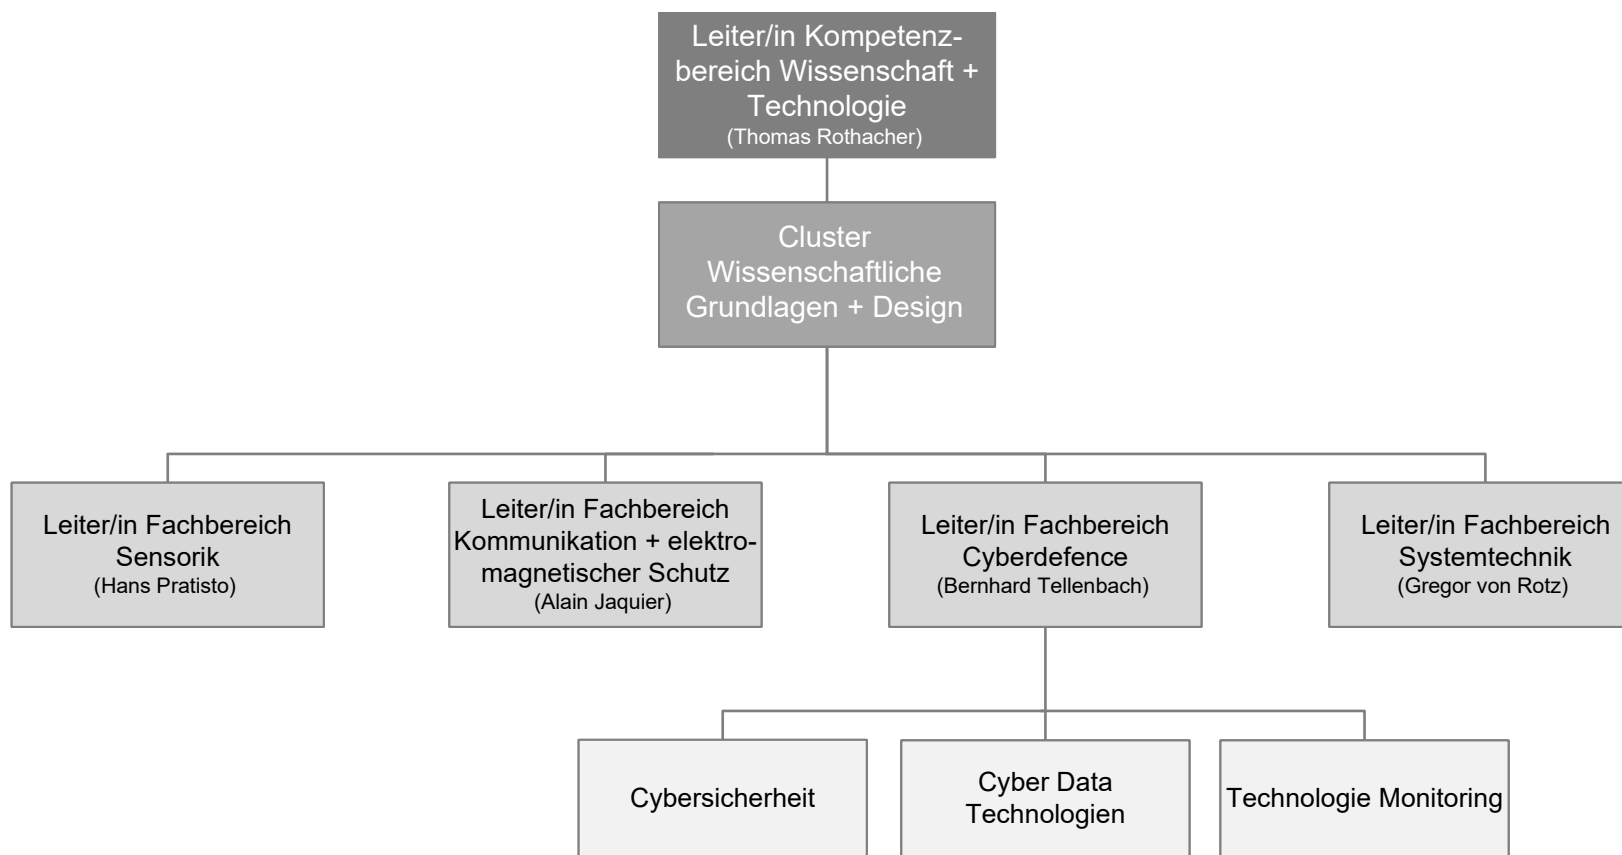 Leiter/in Kompetenz-
bereich Wissenschaft +
Technologie
(Thomas Rothacher)
Cluster
Wissenschaftliche
Grundlagen + Design
Leiter/in Fachbereich
Sensorik
(Hans Pratisto)
Leiter/in Fachbereich
Kommunikation + elektro-
magnetischer Schutz
(Alain Jaquier)
Leiter/in Fachbereich
Cyberdefence
(Bernhard Tellenbach)
Leiter/in Fachbereich
Systemtechnik
(Gregor von Rotz)
Cybersicherheit
Cyber Data
Technologien
Technologie Monitoring